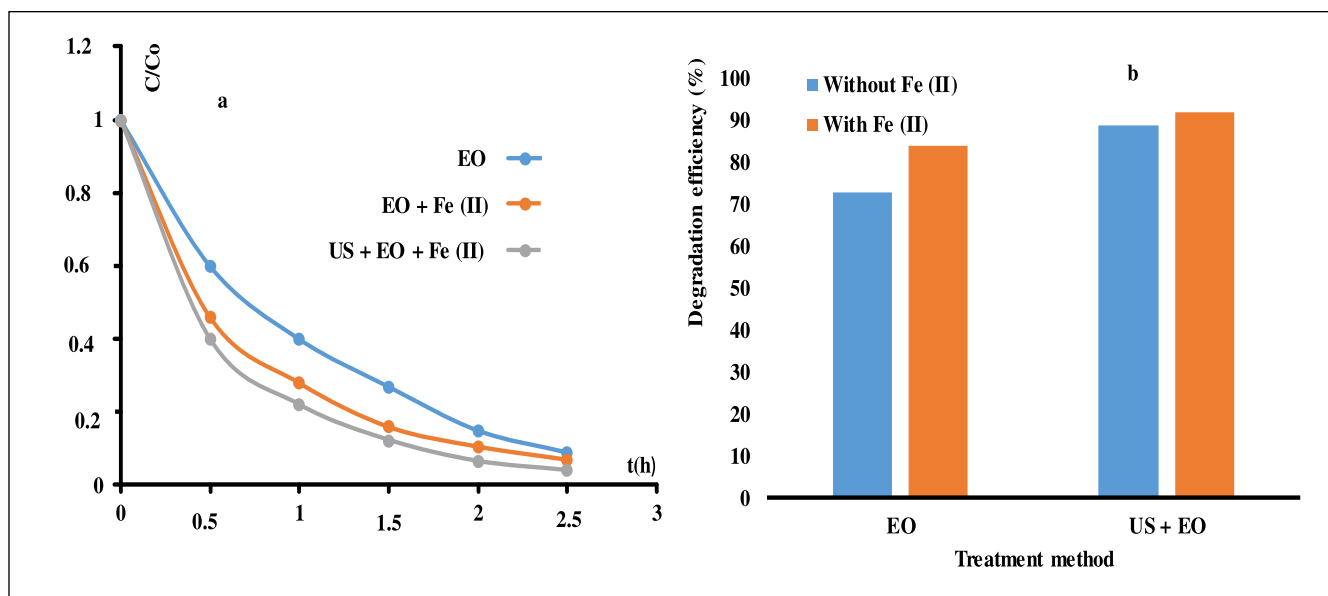 1.2
1
0.8
0.6
0.4
0.2
0
C/Co
a
EO
EO + Fe (II)
US + EO + Fe (II)
t(h)
0
0.5
1
1.5
2
2.5
3
Degradation efficiency (%)
100
90
80
70
60
50
40
30
20
10
0
Without Fe (II)
With Fe (II)
b
EO
US + EO
Treatment method